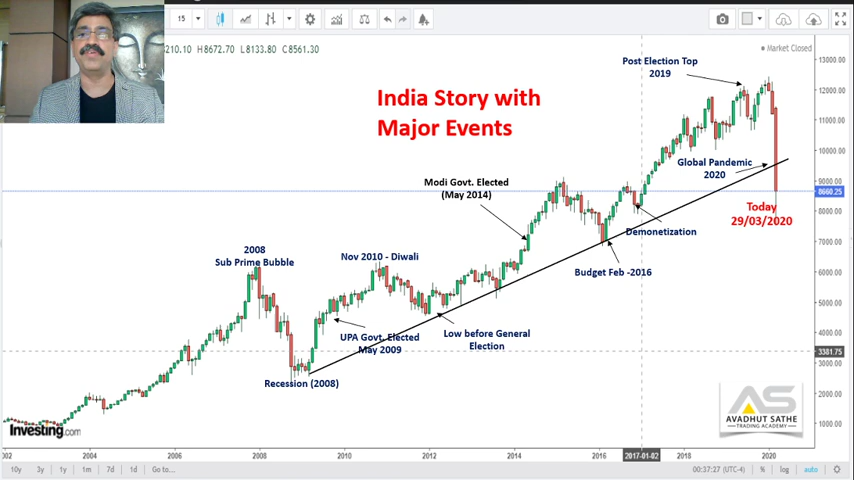 15
8210.10 H8672.70 L8133.80 C8561.30
Market Closed
India Story with
Major Events
Post Election Top
2019
13000.00
12000.00
11000.00
10000.00
9000.00
8660.25
8000.00
7000.00
6000.00
5000.00
4000.00
3381.75
3000.00
2000.00
1000.00
Global Pandemic
2020
Today
29/03/2020
Modi Govt. Elected
(May 2014)
Demonetization
Budget Feb -2016
2008
Sub Prime Bubble
Nov 2010 - Diwali
UPA Govt. Elected
May 2009
Low before General
Election
Recession (2008)
AS
AVADHUT SATHE
TRADING ACADEMY
Investing.com
2002 2004 2006 2008 2010 2012 2014 2016 2017-01-02 2018 2020
10y 3y 1y 1m 7d 1d Go to... 00:37:27 (UTC-4) % log auto